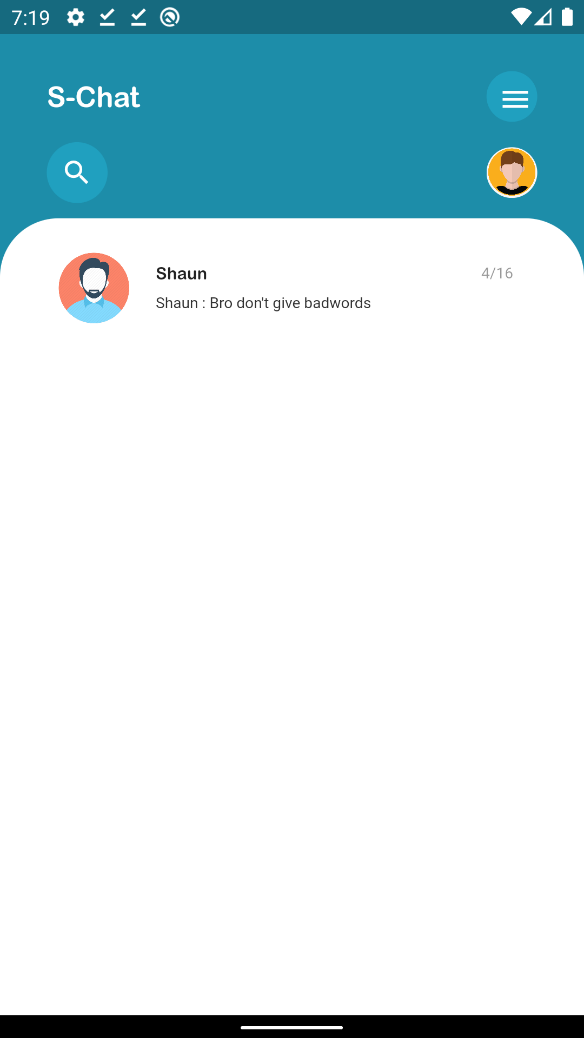 7:19
S-Chat
Shaun
4/16
Shaun : Bro don't give badwords